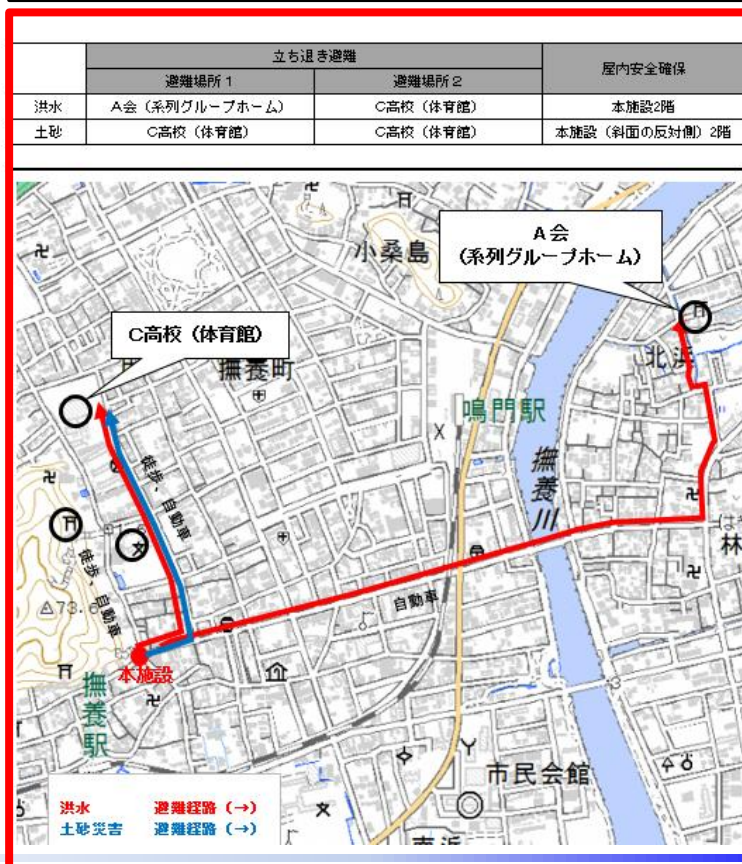 立ち退き避難
屋内安全確保
避難場所１
避難場所２
洪水
A会（系列グループホーム）
C高校（体育館）
本施設2階
土砂
C高校（体育館）
C高校（体育館）
本施設（斜面の反対側）2階
A会
（系列グループホーム）
小桑島
C高校（体育館）
撫養町
北浜
鳴門駅
撫養川
徒歩、自動車
林
徒歩、自動車
73.6
自動車
本施設
撫養駅
市民会館
南浜
洪水　避難経路（→）
土砂災害　避難経路（→）